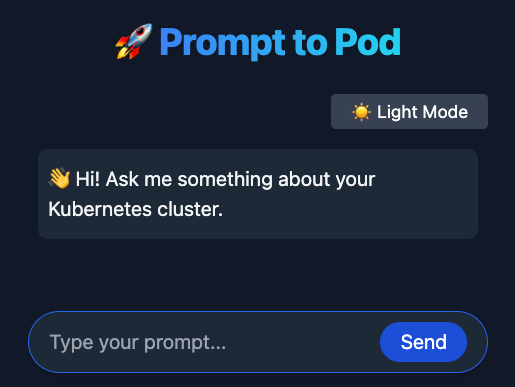 🚀 Prompt to Pod
☀️ Light Mode
👋 Hi! Ask me something about your
Kubernetes cluster.
Type your prompt...
Send